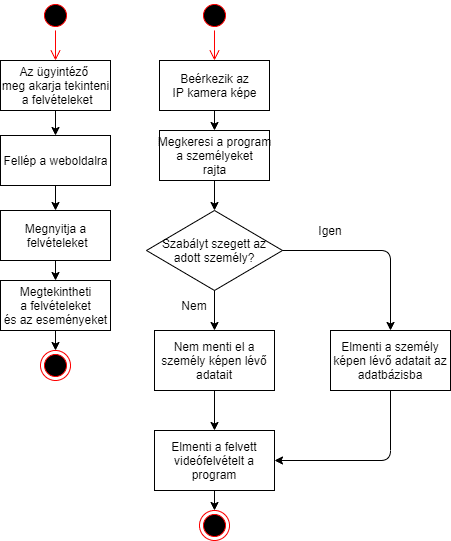 Az ügyintéző
meg akarja tekinteni
a felvételeket
Fellép a weboldalra
Megnyitja a
felvételeket
Megtekintheti
a felvételeket
és az eseményeket
Beérkezik az
IP kamera képe
Megkeresi a program
a személyeket
rajta
Szabályt szegett az
adott személy?
Igen
Nem
Nem menti el a
személy képen lévő
adatait
Elmenti a személy
képen lévő adatait az
adatbázisba
Elmenti a felvett
videófelvételt a
program